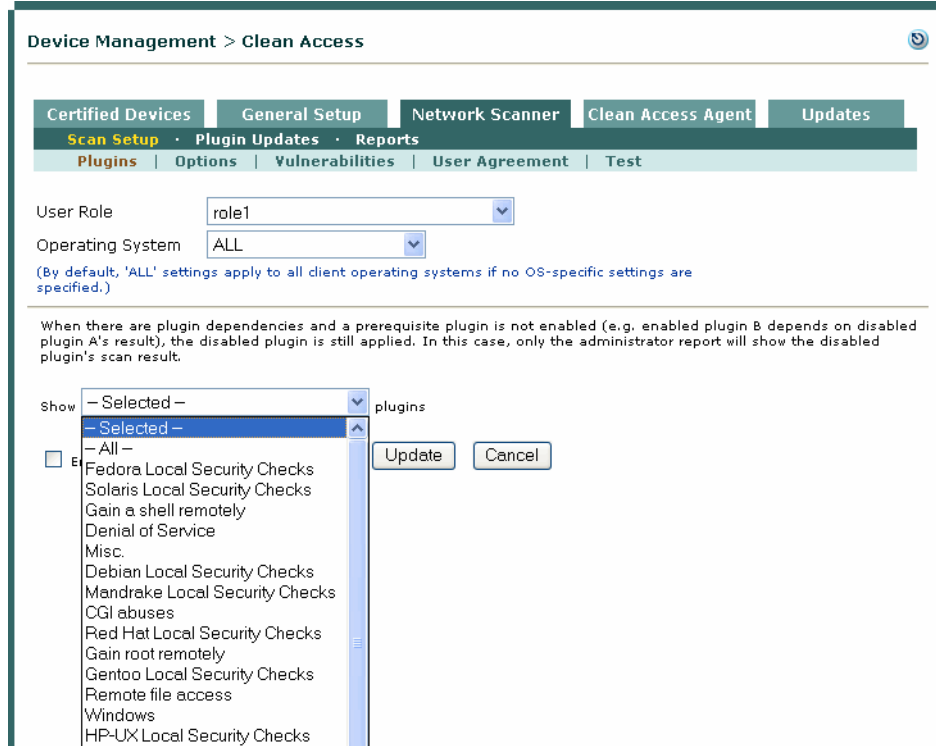 Device Management > Clean Access
Certified Devices General Setup Network Scanner Clean Access Agent Updates
Scan Setup · Plugin Updates · Reports
Plugins | Options | Vulnerabilities | User Agreement | Test
User Role role1
Operating System ALL
(By default, 'ALL' settings apply to all client operating systems if no OS-specific settings are
specified.)
When there are plugin dependencies and a prerequisite plugin is not enabled (e.g. enabled plugin B depends on disabled
plugin A's result), the disabled plugin is still applied. In this case, only the administrator report will show the disabled
plugin's scan result.
Show – Selected – plugins
– Selected –
– All –
Update Cancel
Fedora Local Security Checks
Solaris Local Security Checks
Gain a shell remotely
Denial of Service
Misc.
Debian Local Security Checks
Mandrake Local Security Checks
CGI abuses
Red Hat Local Security Checks
Gain root remotely
Gentoo Local Security Checks
Remote file access
Windows
HP-UX Local Security Checks